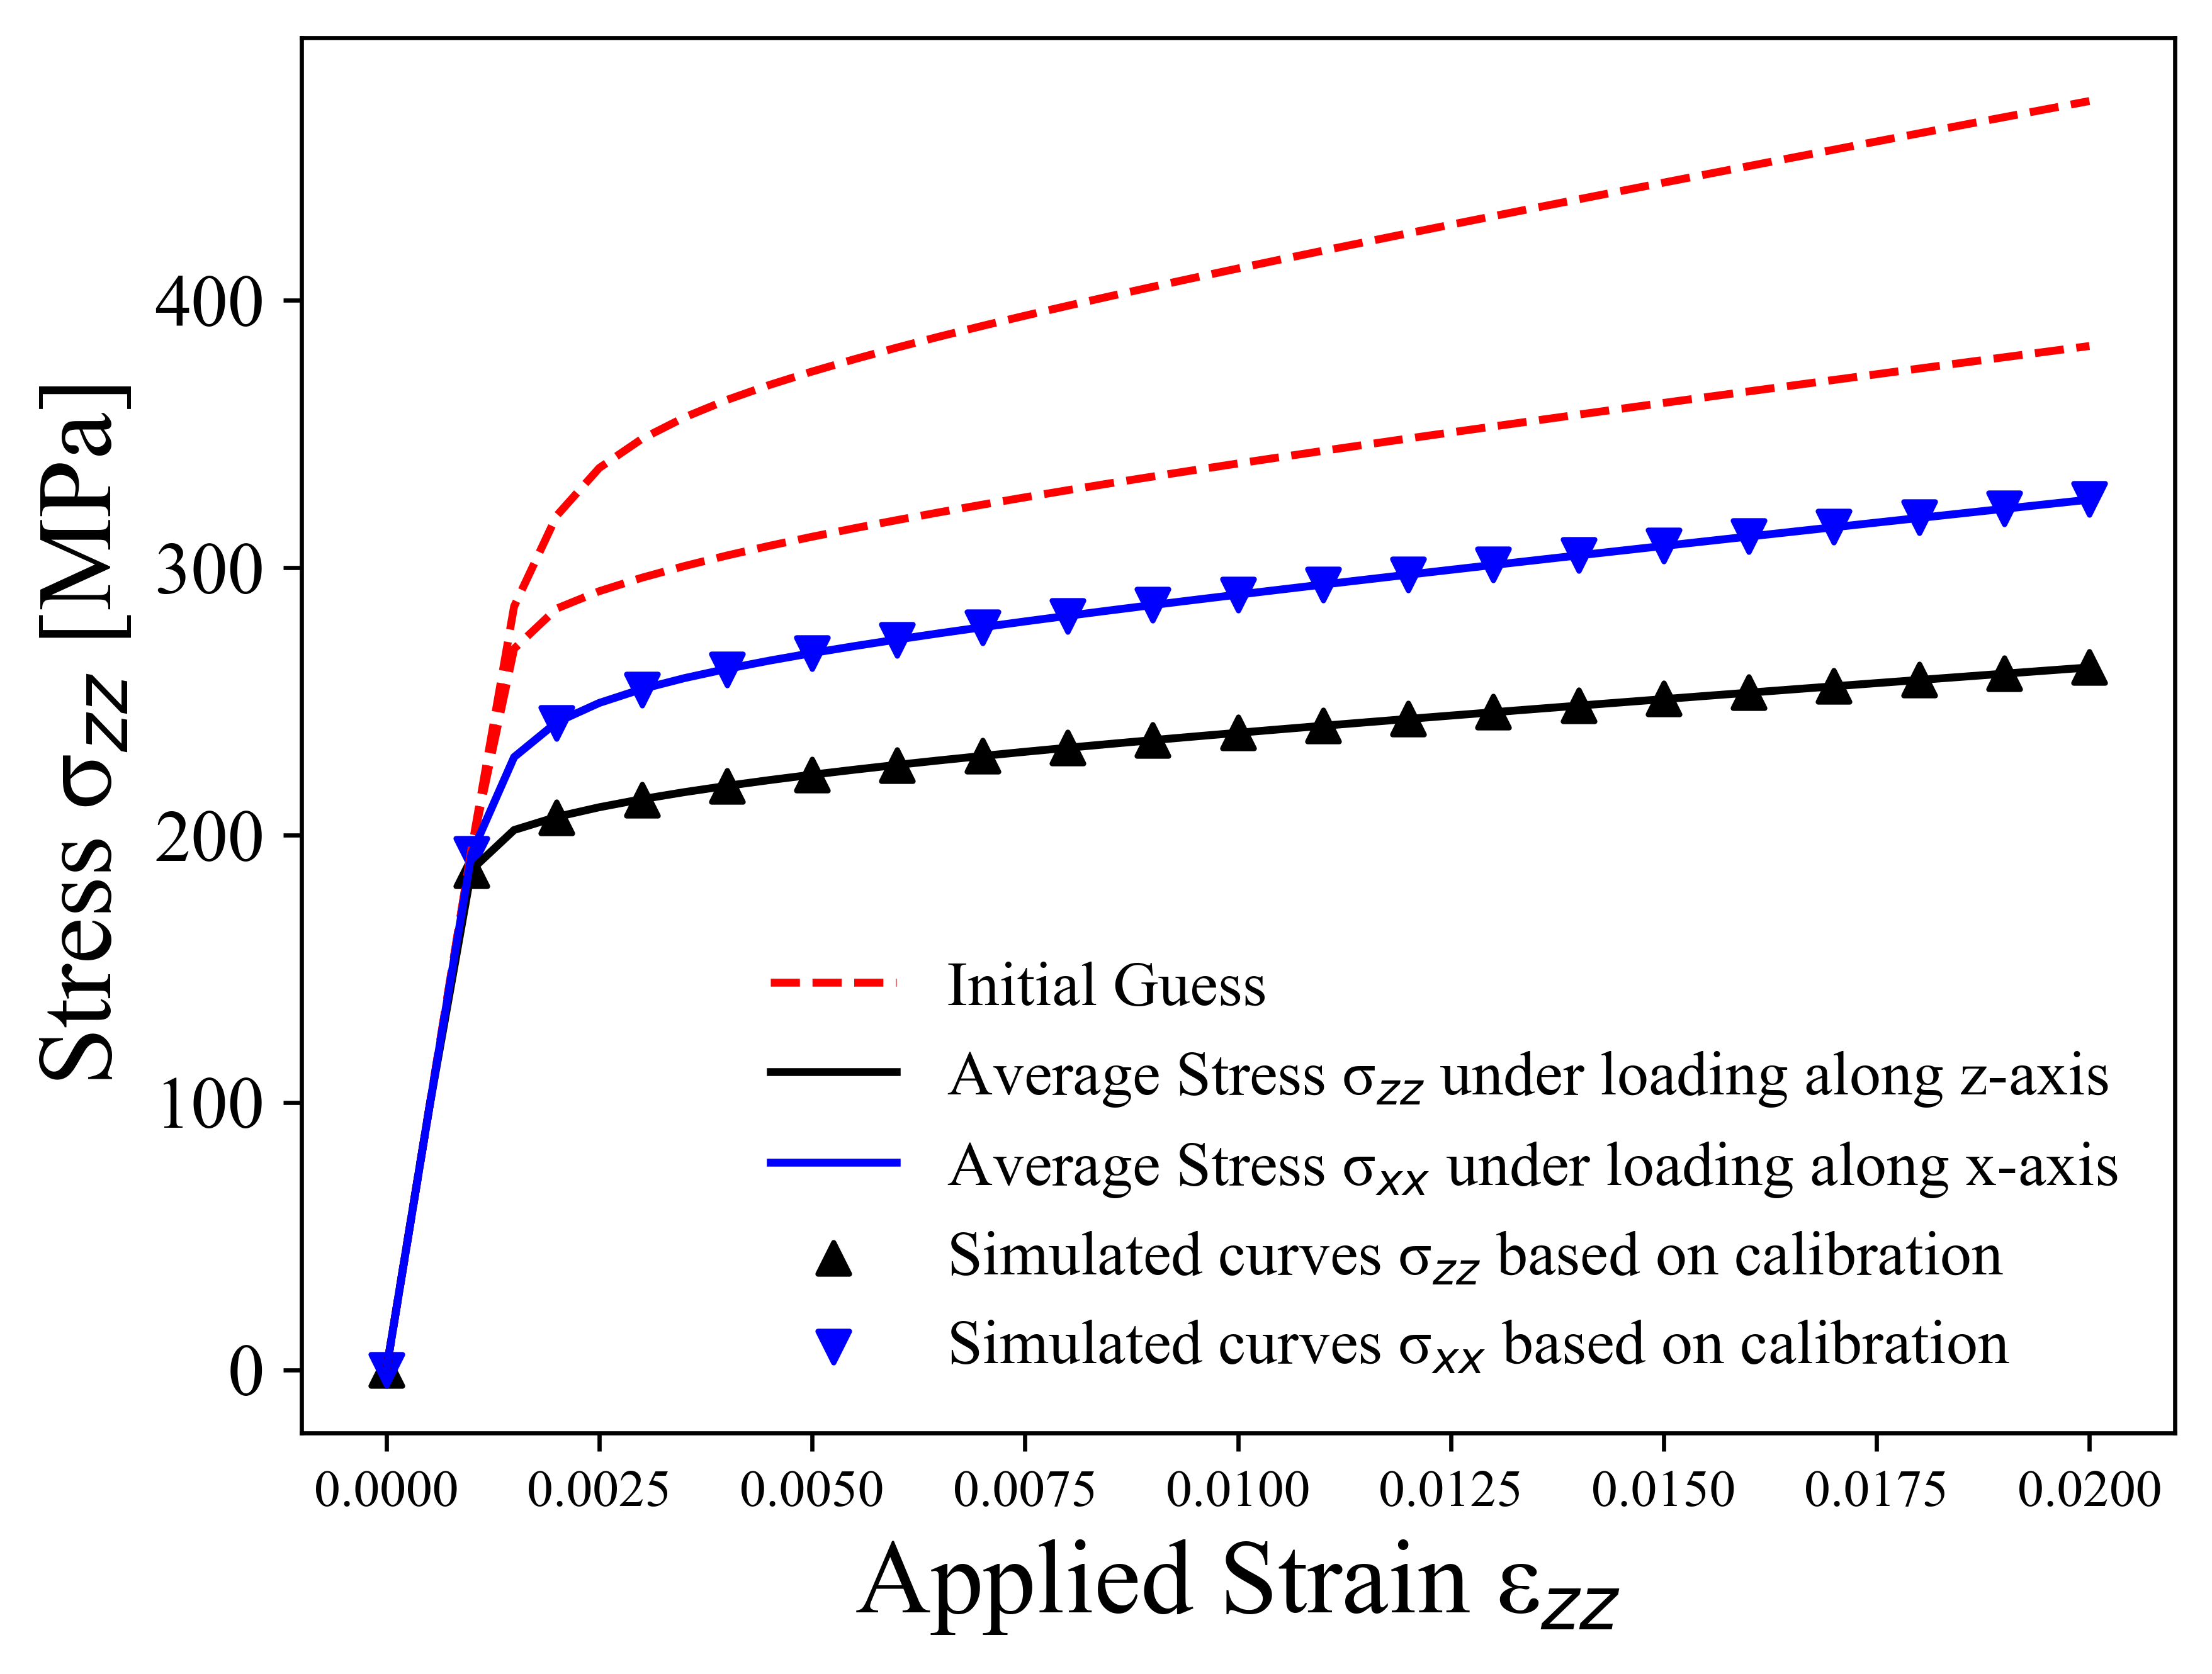 Stress σzz [MPa]
400
300
200
100
0
Initial Guess
Average Stress σzz under loading along z-axis
Average Stress σxx under loading along x-axis
Simulated curves σzz based on calibration
Simulated curves σxx based on calibration
0.0000 0.0025 0.0050 0.0075 0.0100 0.0125 0.0150 0.0175 0.0200
Applied Strain εzz